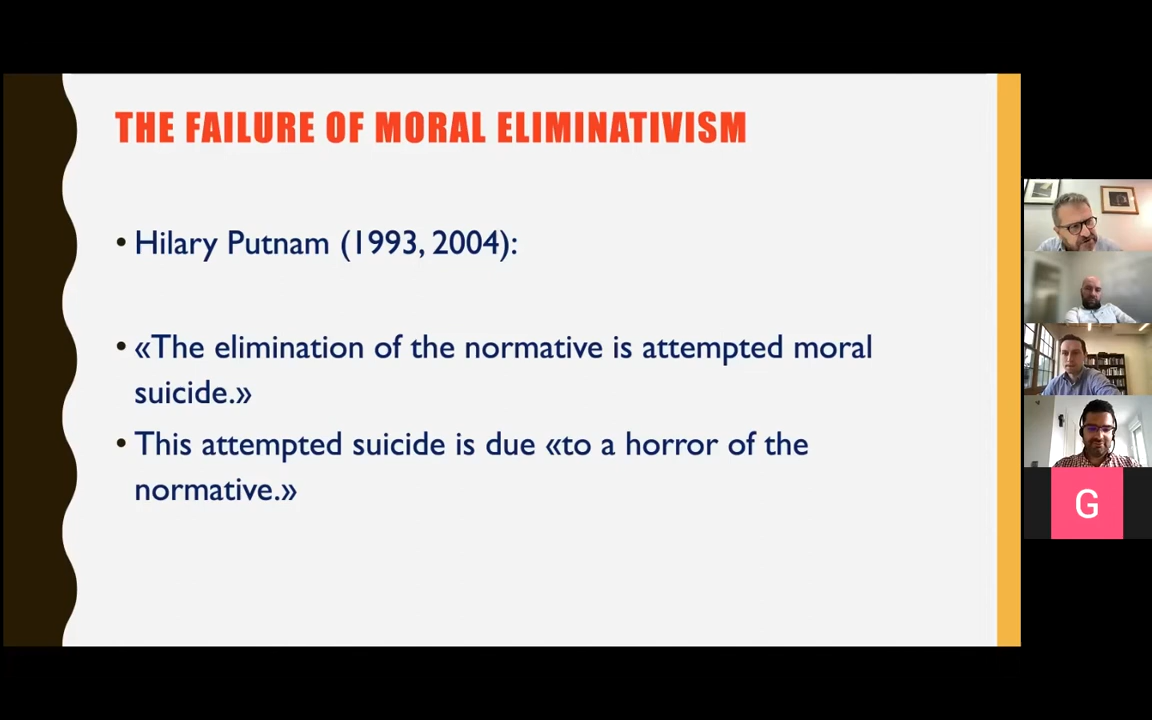 THE FAILURE OF MORAL ELIMINATIVISM
• Hilary Putnam (1993, 2004):
• «The elimination of the normative is attempted moral
suicide.»
• This attempted suicide is due «to a horror of the
normative.»
G